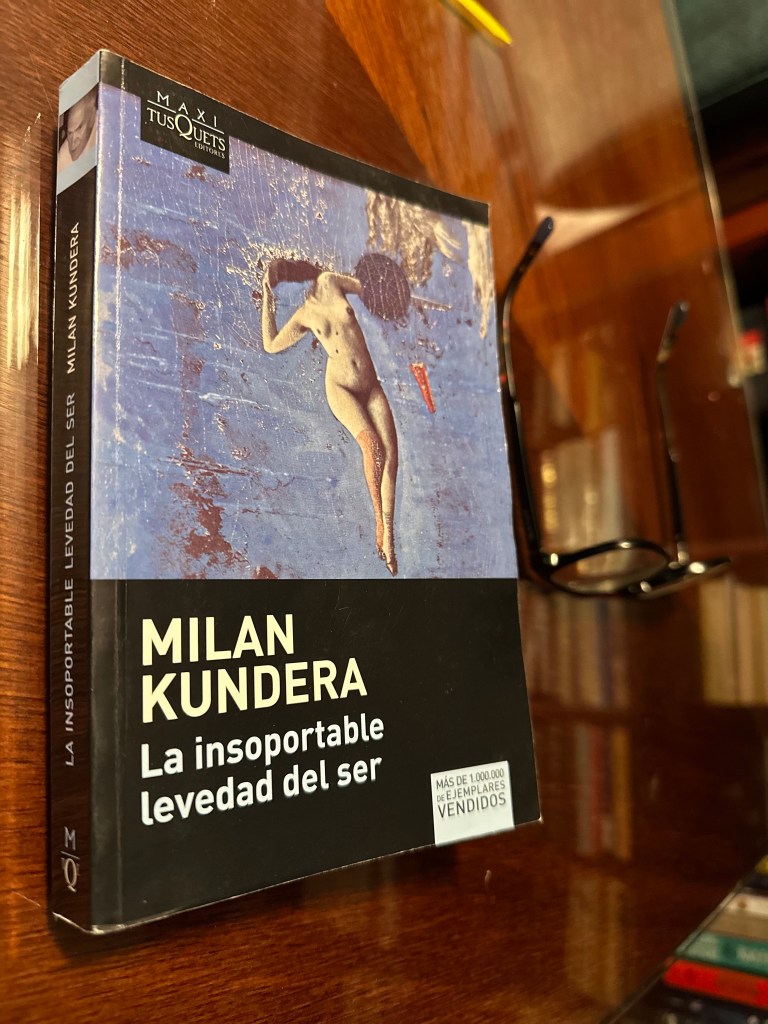 MAXI
TUSQUETS
EDITORES
MILAN
KUNDERA
La insoportable
levedad del ser
MÁS DE 1.000.000
DE EJEMPLARES
VENDIDOS
LA INSOPORTABLE LEVEDAD DEL SER MILAN KUNDERA